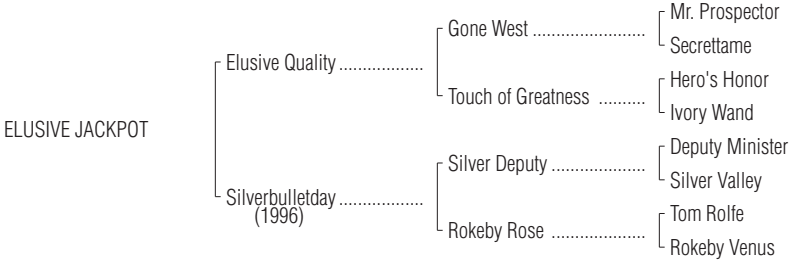 Mr. Prospector
Gone West ........................
Secrettame
Elusive Quality ..................
Hero's Honor
Touch of Greatness ..........
Ivory Wand
ELUSIVE JACKPOT
Deputy Minister
Silver Deputy ....................
Silver Valley
Silverbulletday ..................
(1996)
Tom Rolfe
Rokeby Rose ....................
Rokeby Venus